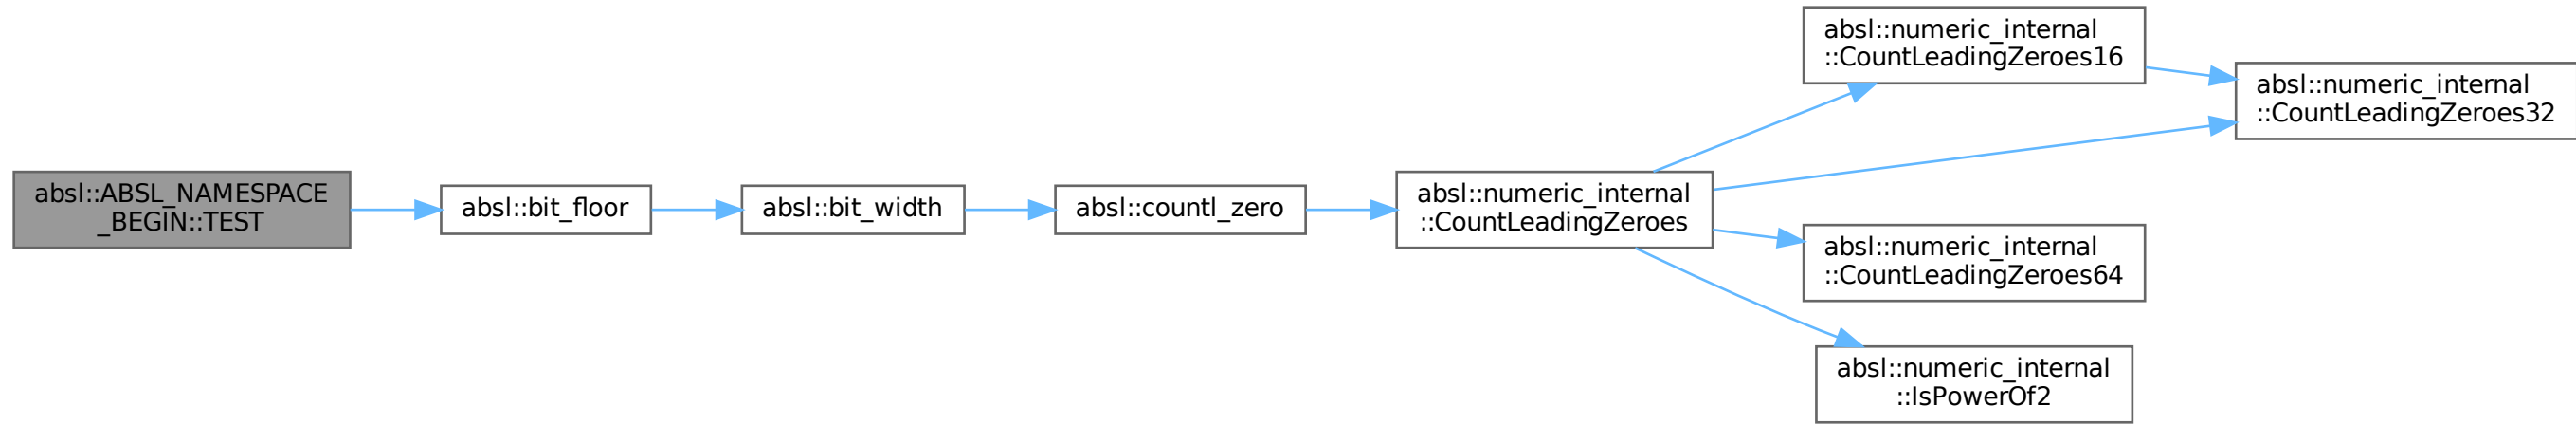 absl::ABSL_NAMESPACE
_BEGIN::TEST
absl::bit_floor
absl::bit_width
absl::countl_zero
absl::numeric_internal
::CountLeadingZeroes
absl::numeric_internal
::CountLeadingZeroes16
absl::numeric_internal
::CountLeadingZeroes32
absl::numeric_internal
::CountLeadingZeroes64
absl::numeric_internal
::IsPowerOf2